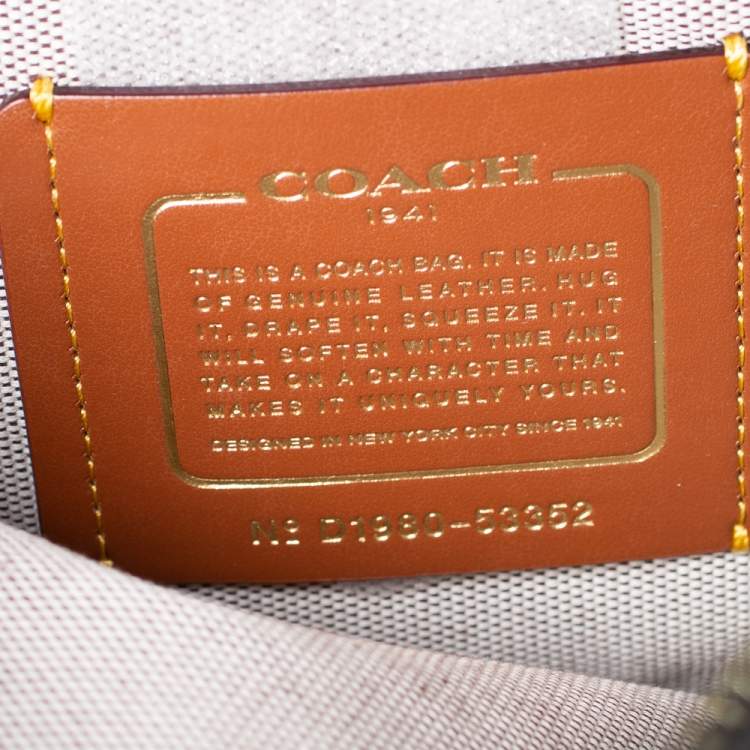 COACH
1941
THIS IS A COACH BAG. IT IS MADE
OF GENUINE LEATHER. HUG
IT, DRAPE IT, SQUEEZE IT. IT
WILL SOFTEN WITH TIME AND
TAKE ON A CHARACTER THAT
MAKES IT UNIQUELY YOURS.
DESIGNED IN NEW YORK CITY SINCE 1941
Nº D1980-53352